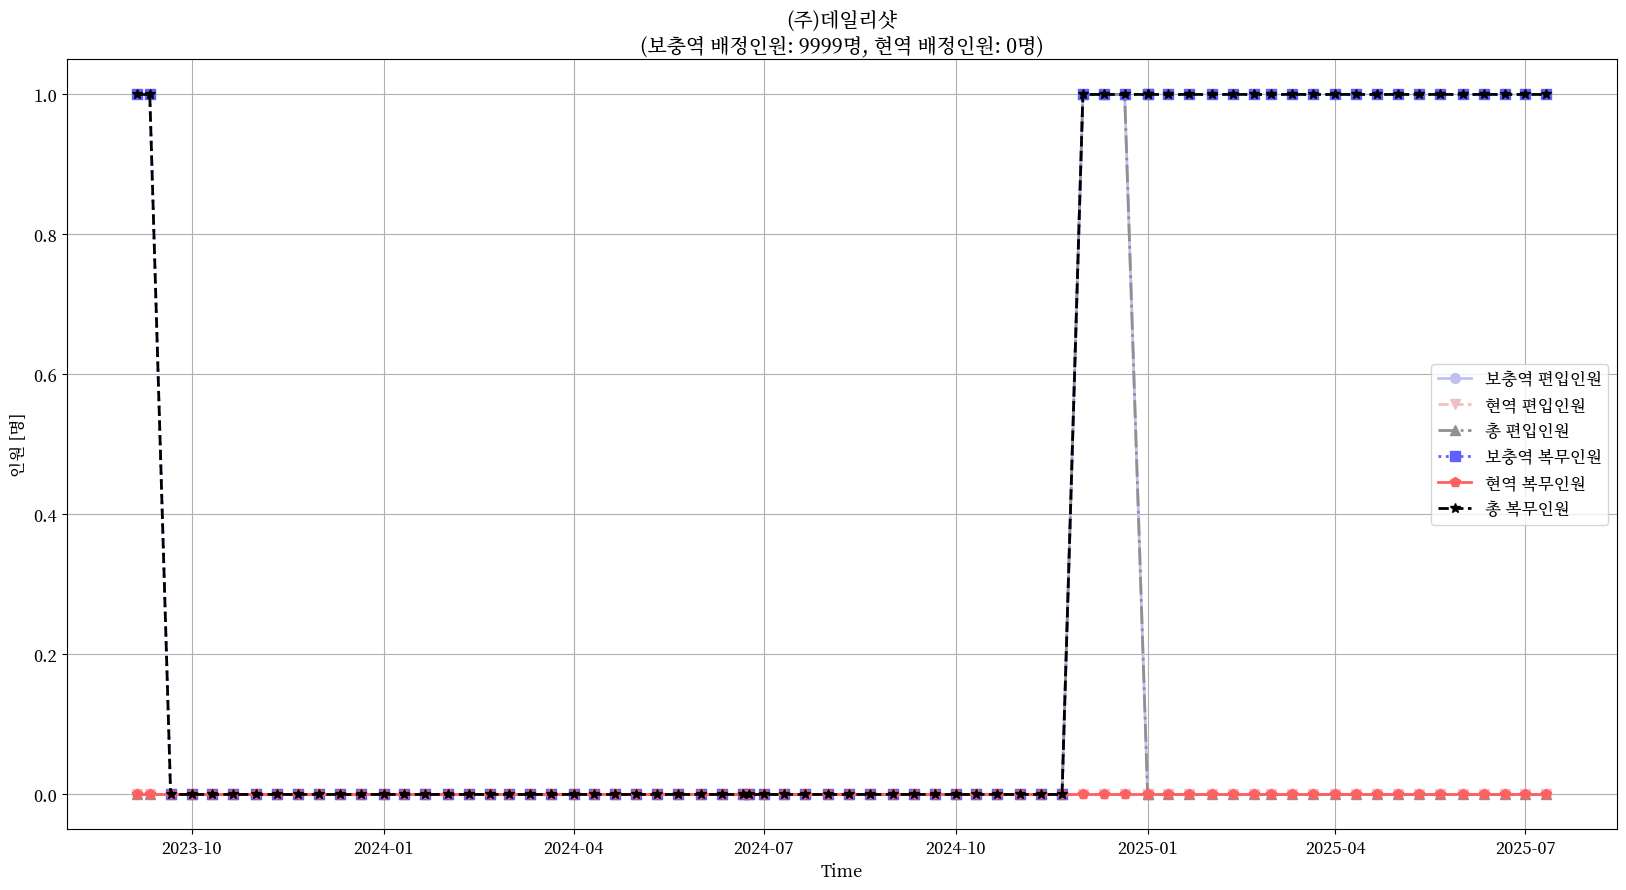 (주)데일리샷
(보충역 배정인원: 9999명, 현역 배정인원: 0명)
1.0
0.8
0.6
0.4
0.2
0.0
인원 [명]
보충역 편입인원
현역 편입인원
총 편입인원
보충역 복무인원
현역 복무인원
총 복무인원
2023-10
2024-01
2024-04
2024-07
2024-10
2025-01
2025-04
2025-07
Time